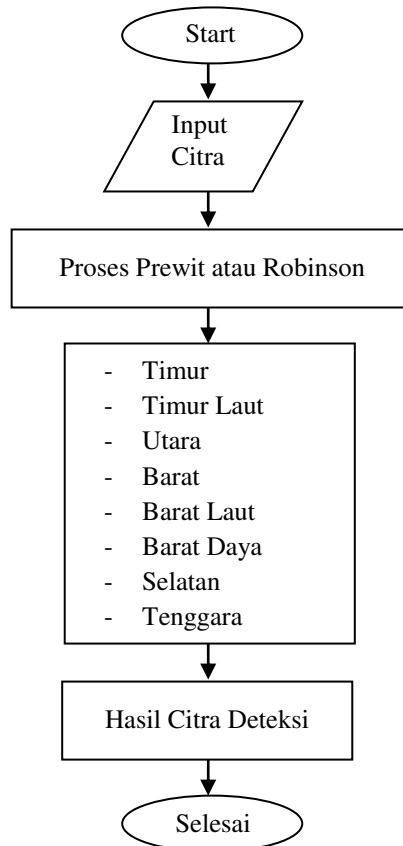 Start
Input
Citra
Proses Prewit atau Robinson
- Timur
- Timur Laut
- Utara
- Barat
- Barat Laut
- Barat Daya
- Selatan
- Tenggara
Hasil Citra Deteksi
Selesai